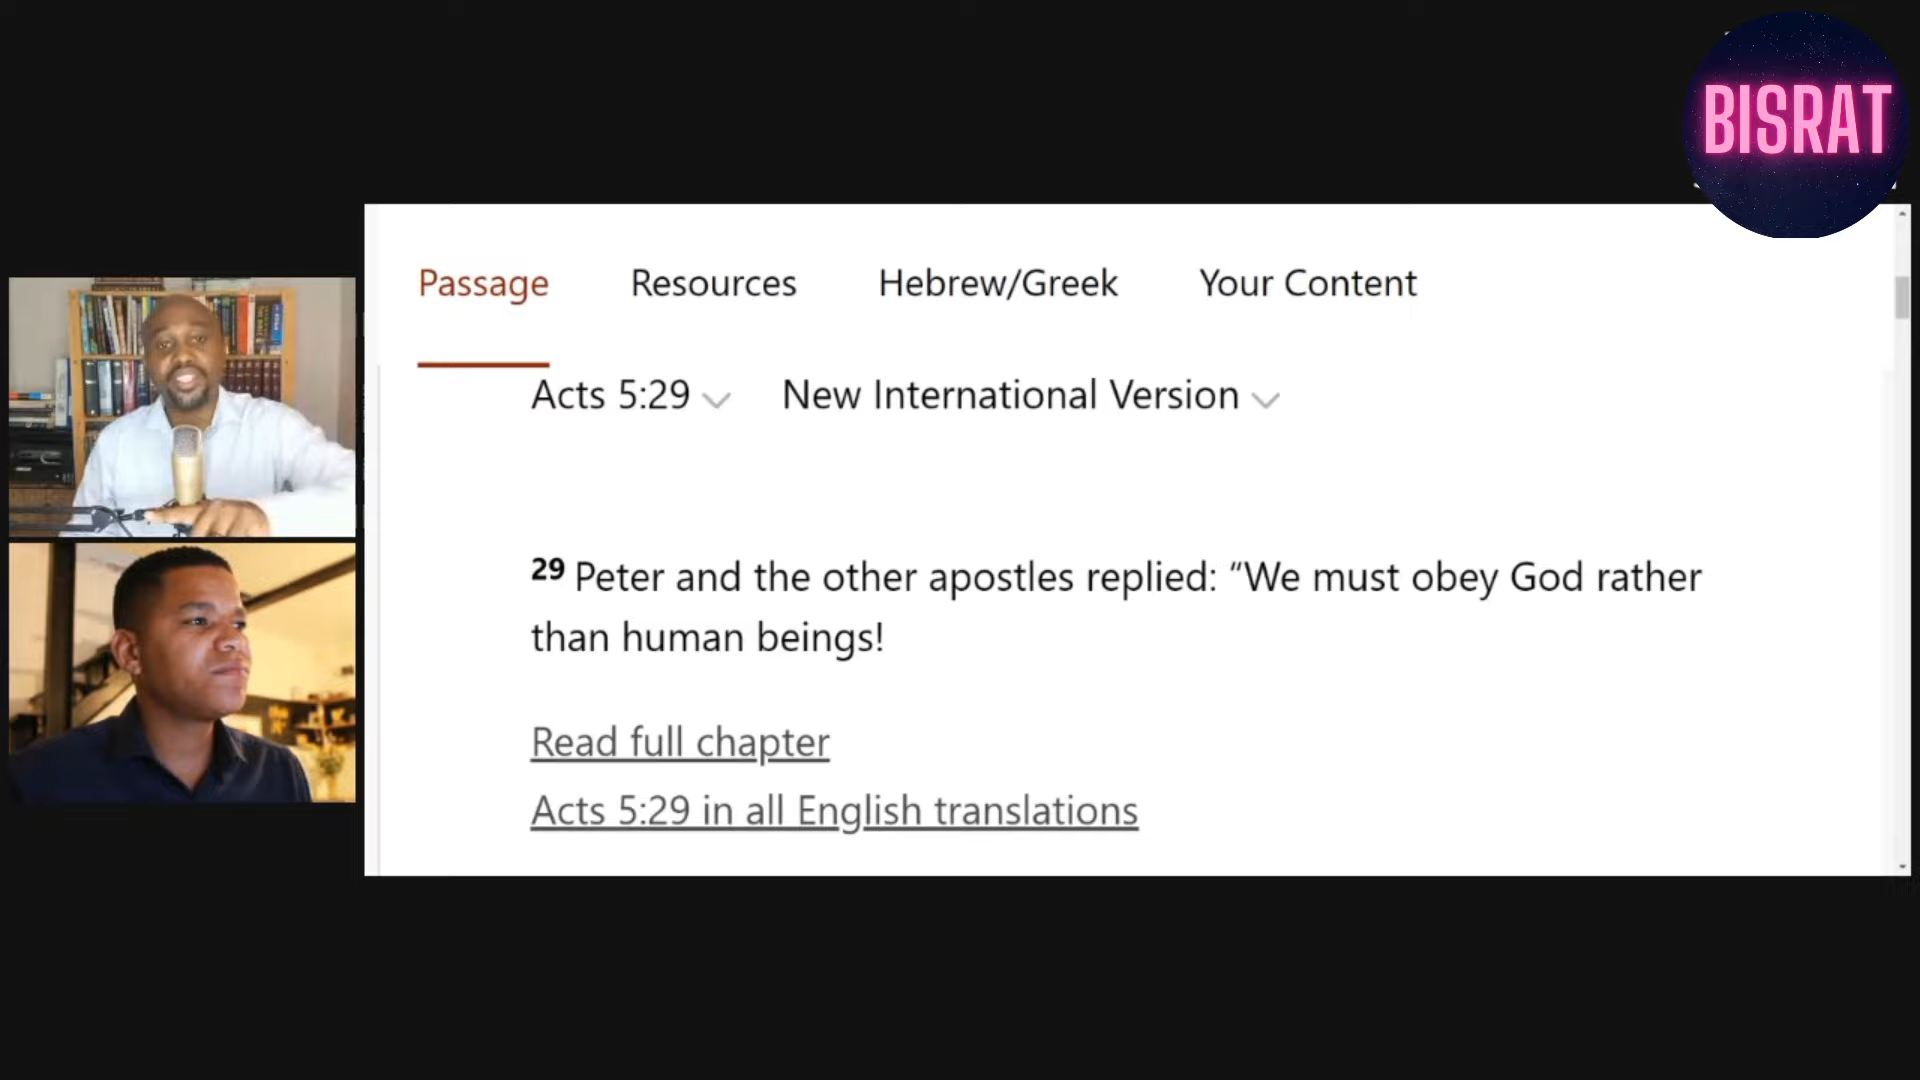 BISRAT
Passage Resources Hebrew/Greek Your Content
Acts 5:29 New International Version
29 Peter and the other apostles replied: “We must obey God rather
than human beings!
Read full chapter
Acts 5:29 in all English translations